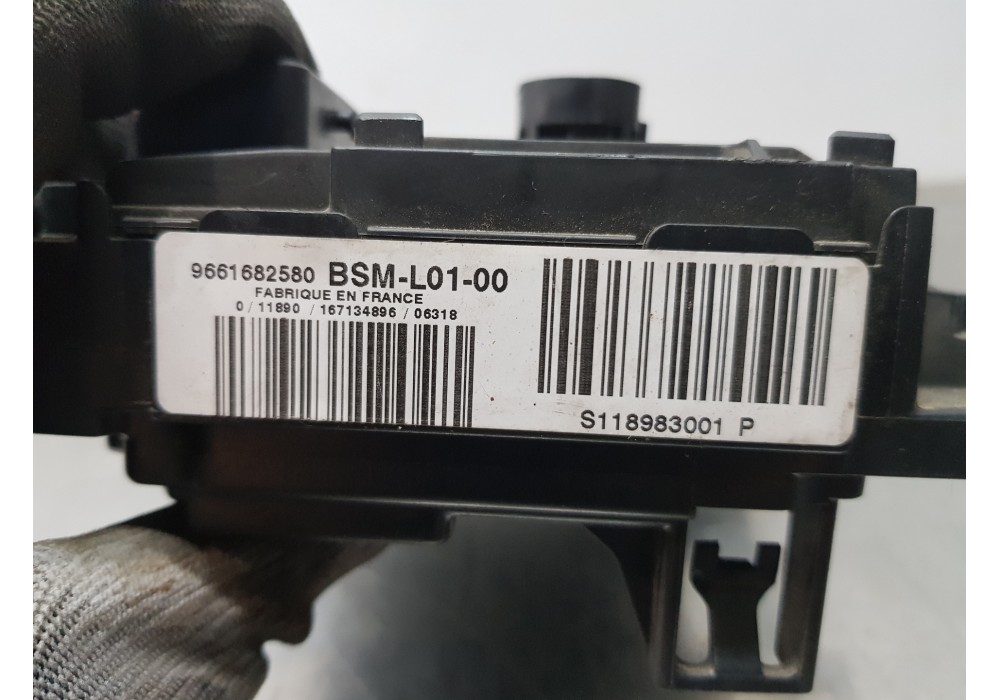 9661682580 BSM-L01-00
FABRIQUE EN FRANCE
0/11890 / 167134896 / 06318
S118983001 P